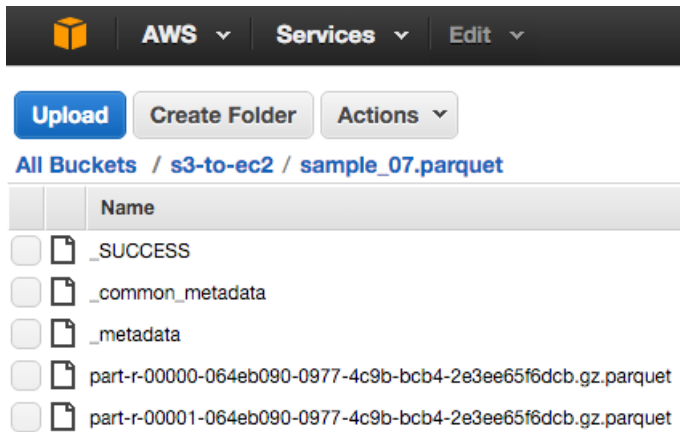 AWS Services Edit
Upload Create Folder Actions
All Buckets / s3-to-ec2 / sample_07.parquet
Name
_SUCCESS
_common_metadata
_metadata
part-r-00000-064eb090-0977-4c9b-bcb4-2e3ee65f6dcb.gz.parquet
part-r-00001-064eb090-0977-4c9b-bcb4-2e3ee65f6dcb.gz.parquet